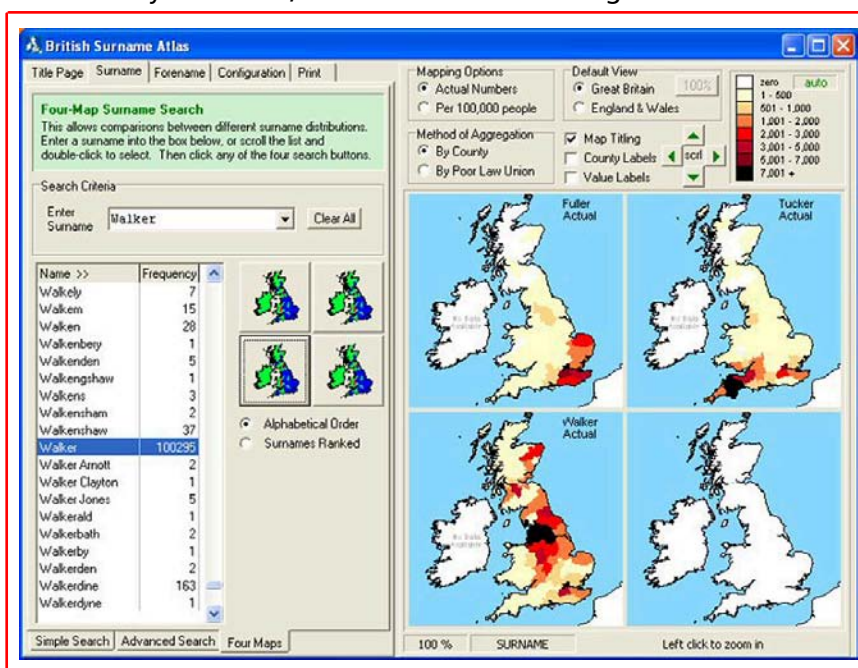 British Surname Atlas
Title Page Surname Forename Configuration Print
Four-Map Surname Search
This allows comparisons between different surname distributions.
Enter a surname into the box below, or scroll the list and
double-click to select. Then click any of the four search buttons.
Search Criteria
Enter
Surname
Walker
Clear All
Name >> Frequency
Walkely 7
Walkem 15
Walken 28
Walkenbery 1
Walkenden 5
Walkengshaw 1
Walkens 3
Walkensham 2
Walkenshaw 37
Walker 100295
Walker Arnott 2
Walker Clayton 1
Walker Jones 5
Walkerald 1
Walkerbath 2
Walkerby 1
Walkerden 2
Walkerdine 163
Walkerdyne 1
Alphabetical Order
Surnames Ranked
Simple Search Advanced Search Four Maps
Mapping Options
Actual Numbers
Per 100,000 people
Default View
Great Britain 100%
England & Wales
Method of Aggregation
By County
By Poor Law Union
Map Titling
County Labels
Value Labels
scrl
zero auto
1 - 500
501 - 1,000
1,001 - 2,000
2,001 - 3,000
3,001 - 5,000
5,001 - 7,000
7,001 +
Fuller
Actual
No Data
Available
Tucker
Actual
No Data
Available
Walker
Actual
No Data
Available
100 % SURNAME Left click to zoom in